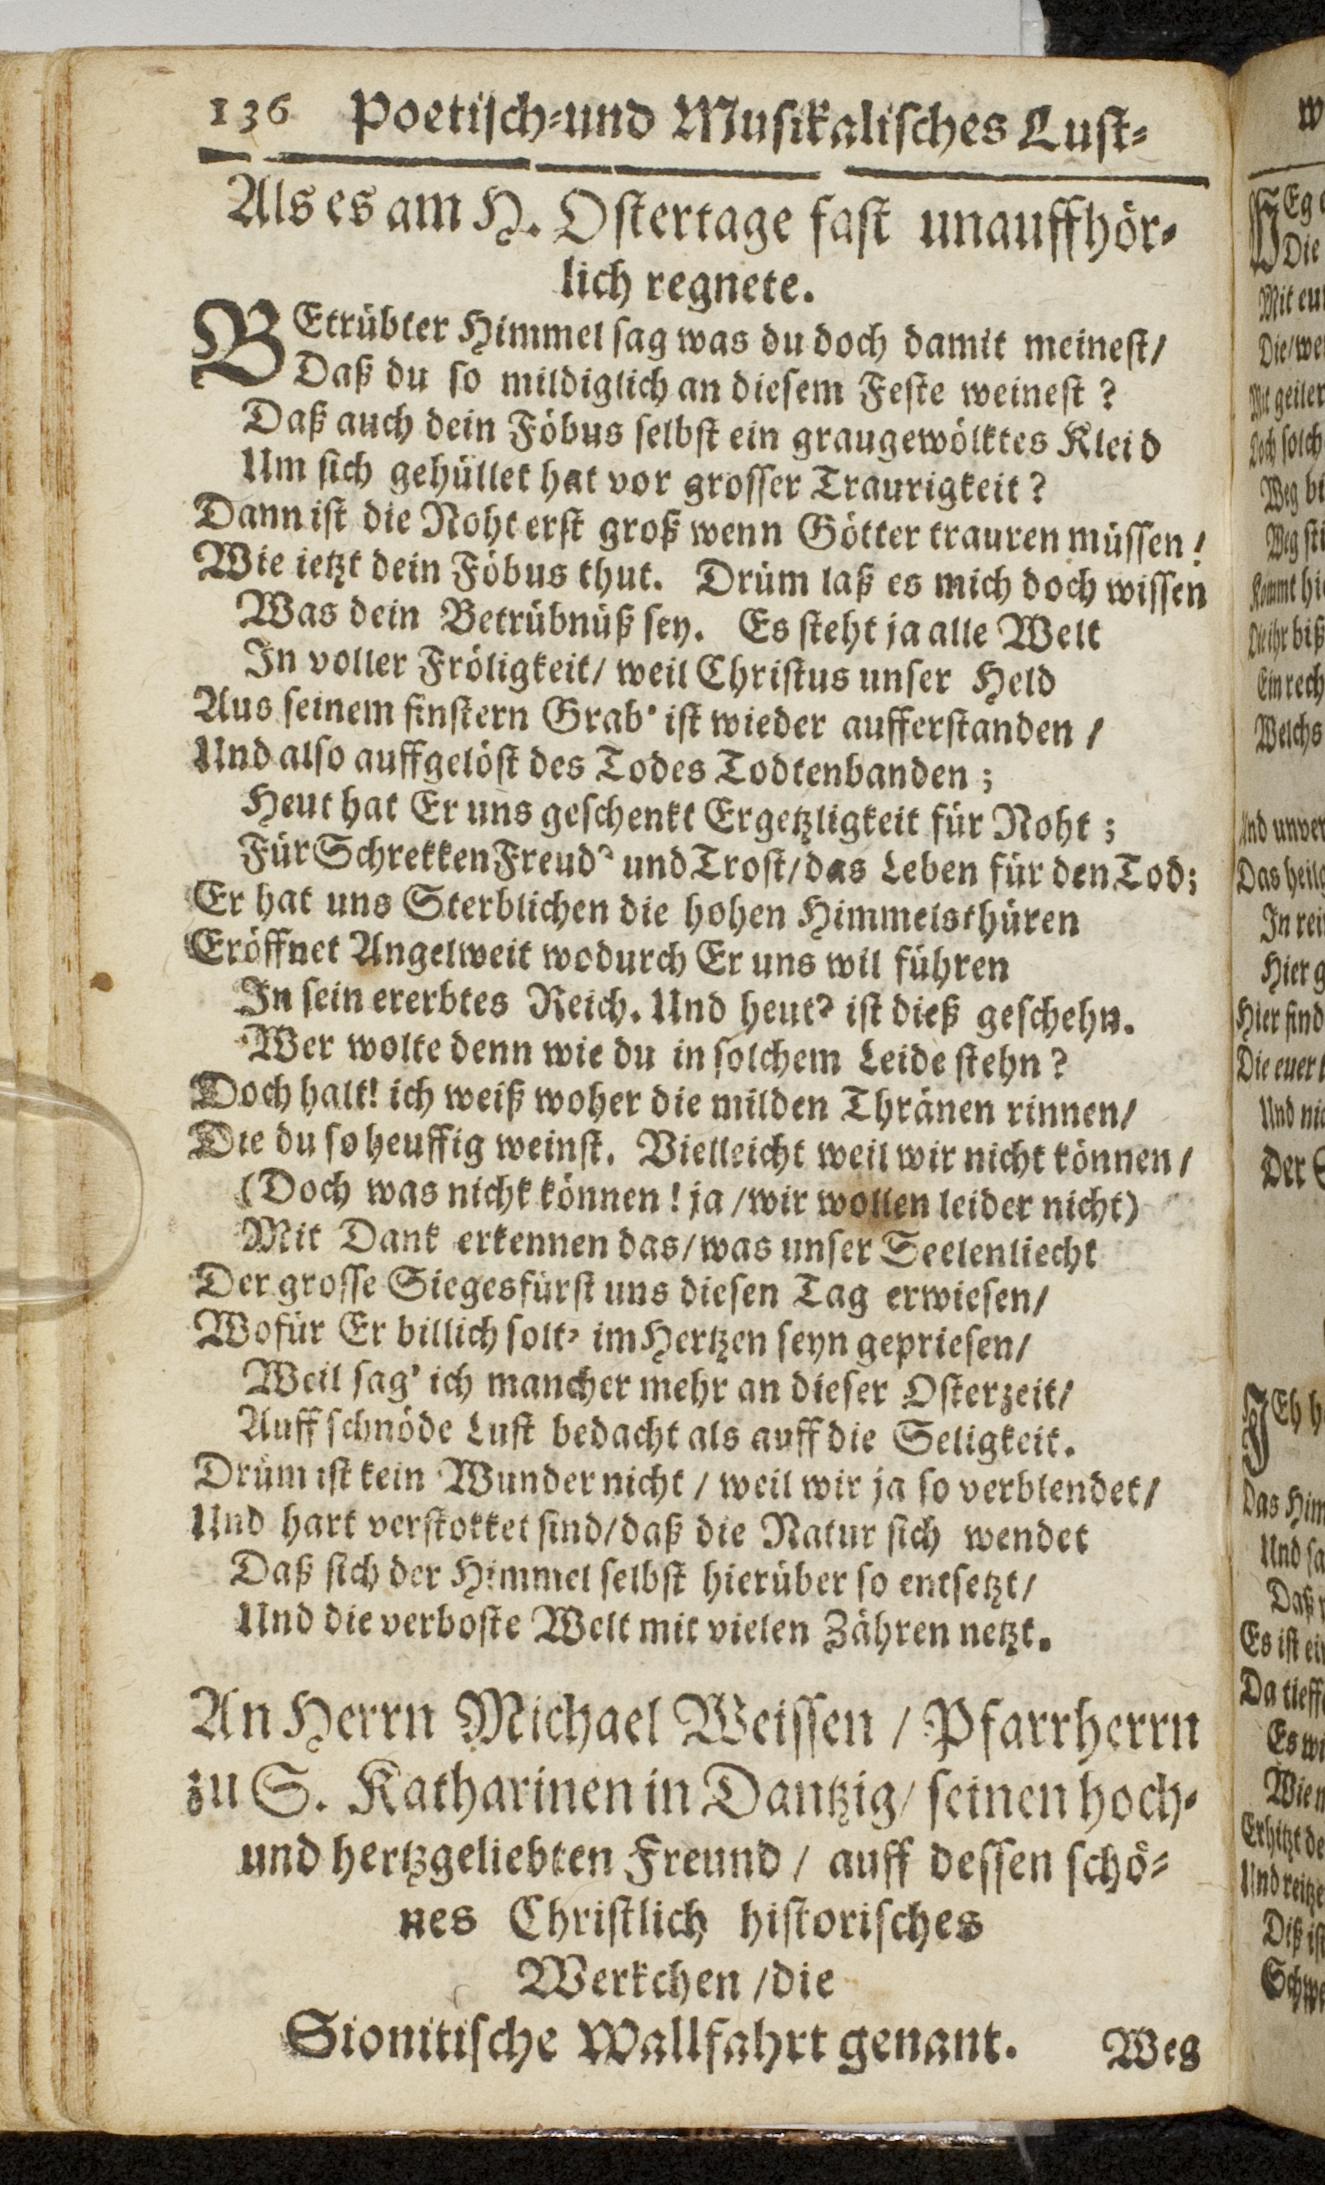 136 Poetisch-und Musikalisches Lust-
Als es am H. Ostertage fast unauffhör-
lich regnete.
BEtrübter Himmel sag was du doch damit meinest/
Daß du so mildiglich an diesem Feste weinest?
Daß auch dein Föbus selbst ein graugewölktes Kleid
Um sich gehüllet hat vor grosser Traurigkeit?
Dann ist die Noht erst groß wenn Götter trauren müssen!
Wie ietzt dein Föbus thut. Drüm laß es mich doch wissen
Was dein Betrübnüß sey. Es steht ja alle Welt
In voller Fröligkeit/ weil Christus unser Held
Aus seinem finstern Grab' ist wieder aufferstanden /
Und also auffgelöst des Todes Todtenbanden;
Heut hat Er uns geschenkt Ergetzligkeit für Noht;
Für Schrekken Freud' und Trost/das Leben für den Tod;
Er hat uns Sterblichen die hohen Himmelsthüren
Eröffnet Angelweit wodurch Er uns wil führen
In sein ererbtes Reich. Und heut' ist dieß geschehn.
Wer wolte denn wie du in solchem Leide stehn?
Doch halt! ich weiß woher die milden Thränen rinnen/
Die du so heuffig weinst. Vielleicht weil wir nicht können/
(Doch was nicht können! ja/wir wollen leider nicht)
Mit Dank erkennen das/was unser Seelenliecht
Der grosse Siegesfürst uns diesen Tag erwiesen/
Wofür Er billich solt' im Hertzen seyn gepriesen/
Weil sag' ich mancher mehr an dieser Osterzeit/
Auff schnöde Lust bedacht als auff die Seligkeit.
Drüm ist kein Wunder nicht / weil wir ja so verblendet/
Und hart verstokket sind/daß die Natur sich wendet
Daß sich der Himmel selbst hierüber so entsetzt/
Und die verboste Welt mit vielen Zähren netzt.
An Herrn Michael Weissen / Pfarrherrn
zu S. Katharinen in Dantzig/ seinen hoch-
und hertzgeliebten Freund / auff dessen schö-
nes Christlich historisches
Werkchen /die
Sionitische Wallfahrt genant.
Weg